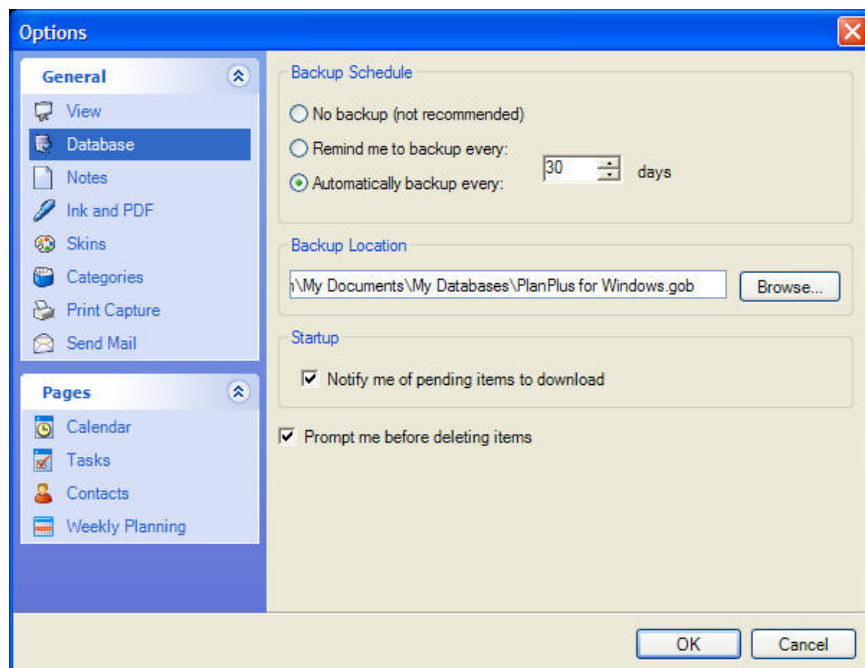 Options
General
View
Database
Notes
Ink and PDF
Skins
Categories
Print Capture
Send Mail
Pages
Calendar
Tasks
Contacts
Weekly Planning
Backup Schedule
No backup (not recommended)
Remind me to backup every:
30 days
Automatically backup every:
Backup Location
\My Documents\My Databases\PlanPlus for Windows.gob Browse...
Startup
Notify me of pending items to download
Prompt me before deleting items
OK Cancel